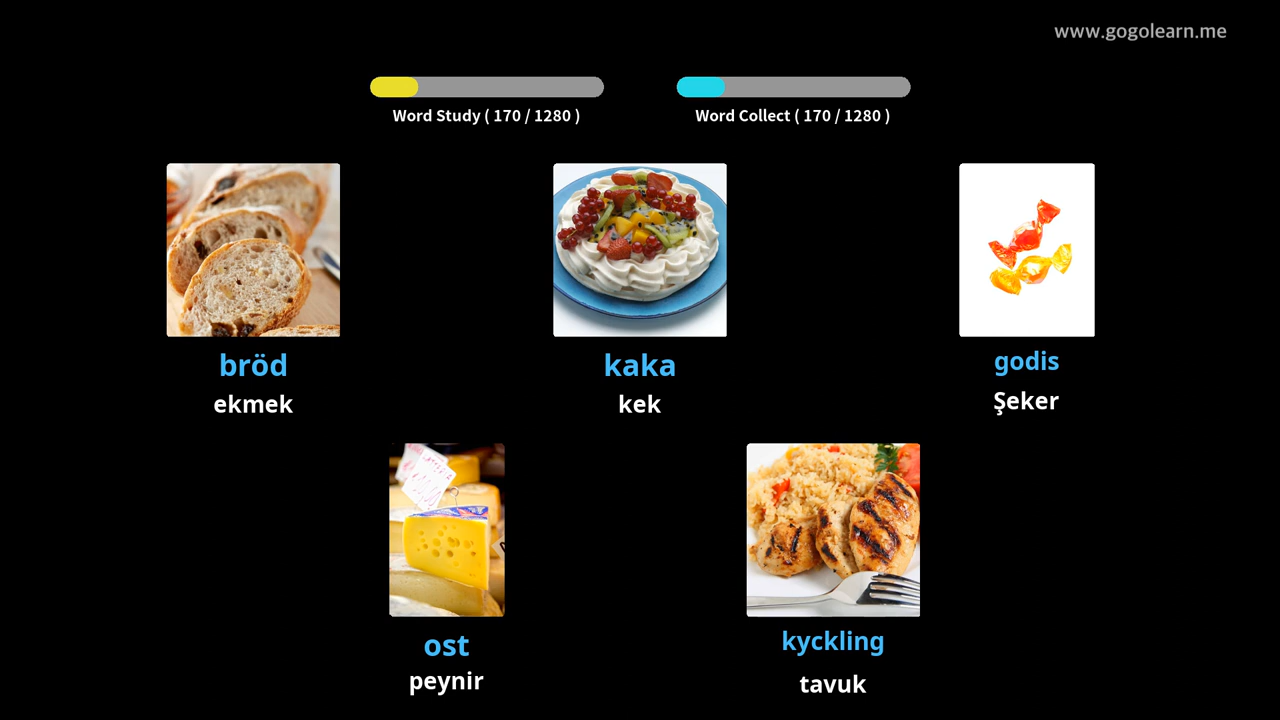 www.gogolearn.me
Word Study ( 170 / 1280 )
Word Collect ( 170 / 1280 )
bröd
ekmek
kaka
kek
godis
Şeker
ost
peynir
kyckling
tavuk